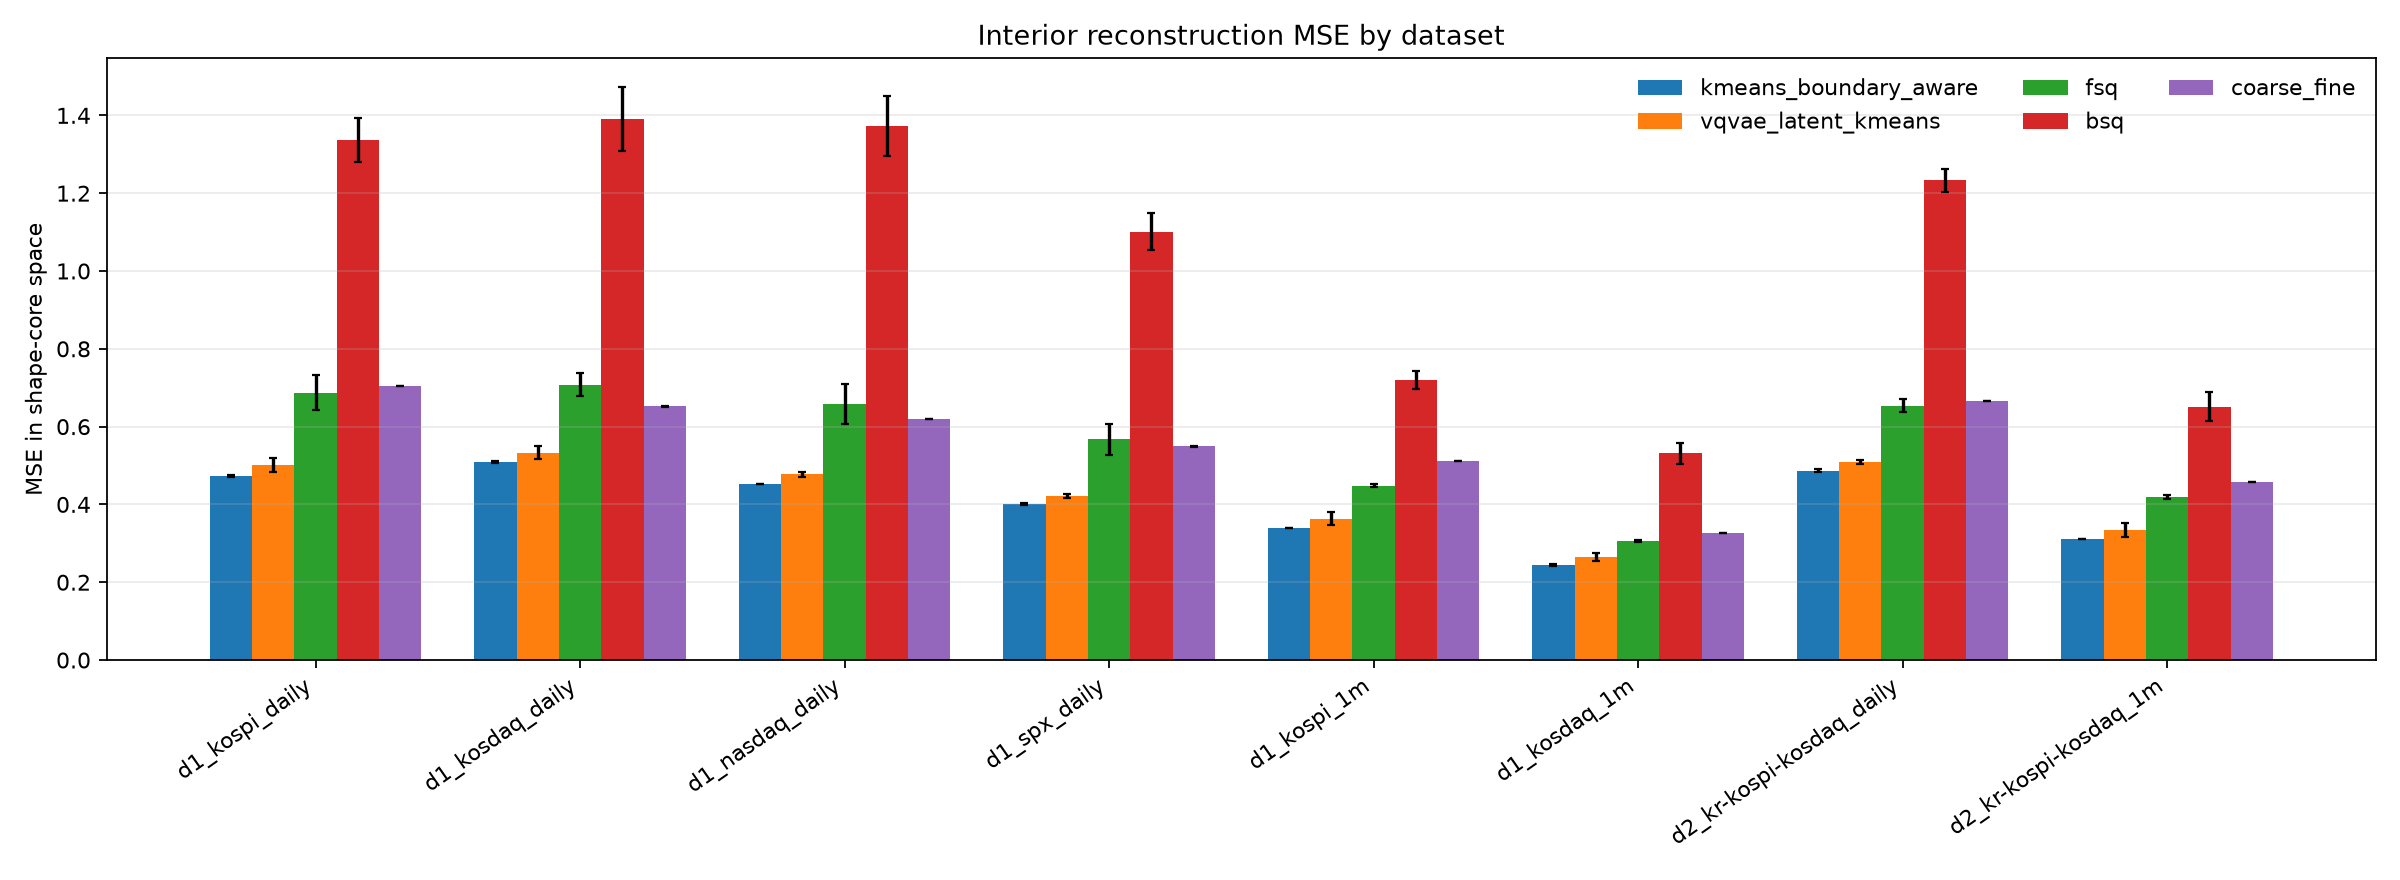 Interior reconstruction MSE by dataset
kmeans_boundary_aware
vqvae_latent_kmeans
fsq
bsq
coarse_fine
MSE in shape-core space
1.4
1.2
1.0
0.8
0.6
0.4
0.2
0.0
d1_kospi_daily
d1_kosdaq_daily
d1_nasdaq_daily
d1_spx_daily
d1_kospi_1m
d1_kosdaq_1m
d2_kr-kospi-kosdaq_daily
d2_kr-kospi-kosdaq_1m